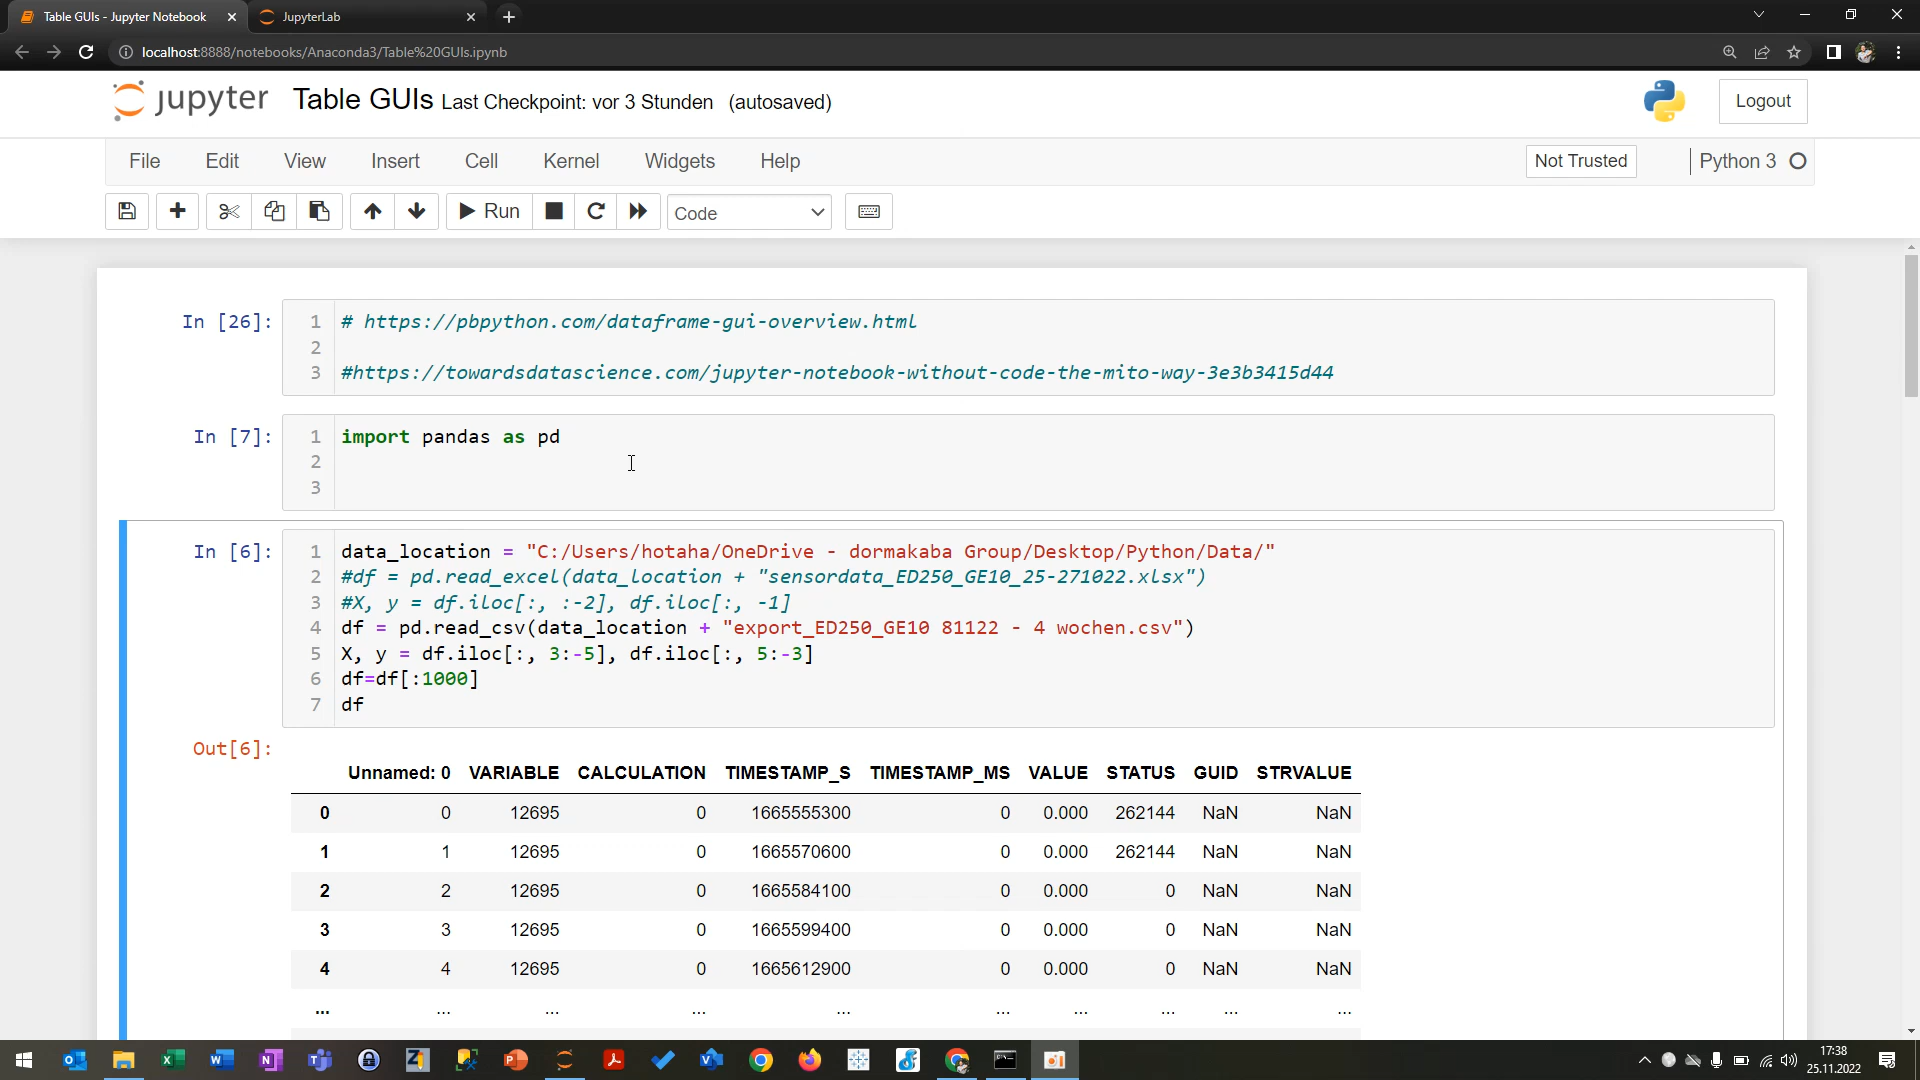 Table GUIs - Jupyter Notebook
JupyterLab
localhost:8888/notebooks/Anaconda3/Table%20GUIs.ipynb
jupyter Table GUIs Last Checkpoint: vor 3 Stunden (autosaved)
Logout
File Edit View Insert Cell Kernel Widgets Help
Not Trusted
Python 3
Run
Code
In [26]:
1 # https://pbpython.com/dataframe-gui-overview.html
2
3 #https://towardsdatascience.com/jupyter-notebook-without-code-the-mito-way-3e3b3415d44
In [7]:
1 import pandas as pd
2
3
In [6]:
1 data_location = "C:/Users/hotaha/OneDrive - dormakaba Group/Desktop/Python/Data/"
2 #df = pd.read_excel(data_location + "sensordata_ED250_GE10_25-271022.xlsx")
3 #X, y = df.iloc[:, :-2], df.iloc[:, -1]
4 df = pd.read_csv(data_location + "export_ED250_GE10 81122 - 4 wochen.csv")
5 X, y = df.iloc[:, 3:-5], df.iloc[:, 5:-3]
6 df=df[:1000]
7 df
Out[6]:
Unnamed: 0 VARIABLE CALCULATION TIMESTAMP_S TIMESTAMP_MS VALUE STATUS GUID STRVALUE
0 0 12695 0 1665555300 0 0.000 262144 NaN NaN
1 1 12695 0 1665570600 0 0.000 262144 NaN NaN
2 2 12695 0 1665584100 0 0.000 0 NaN NaN
3 3 12695 0 1665599400 0 0.000 0 NaN NaN
4 4 12695 0 1665612900 0 0.000 0 NaN NaN
... ... ... ... ... ... ... ... ... ...
17:38
25.11.2022